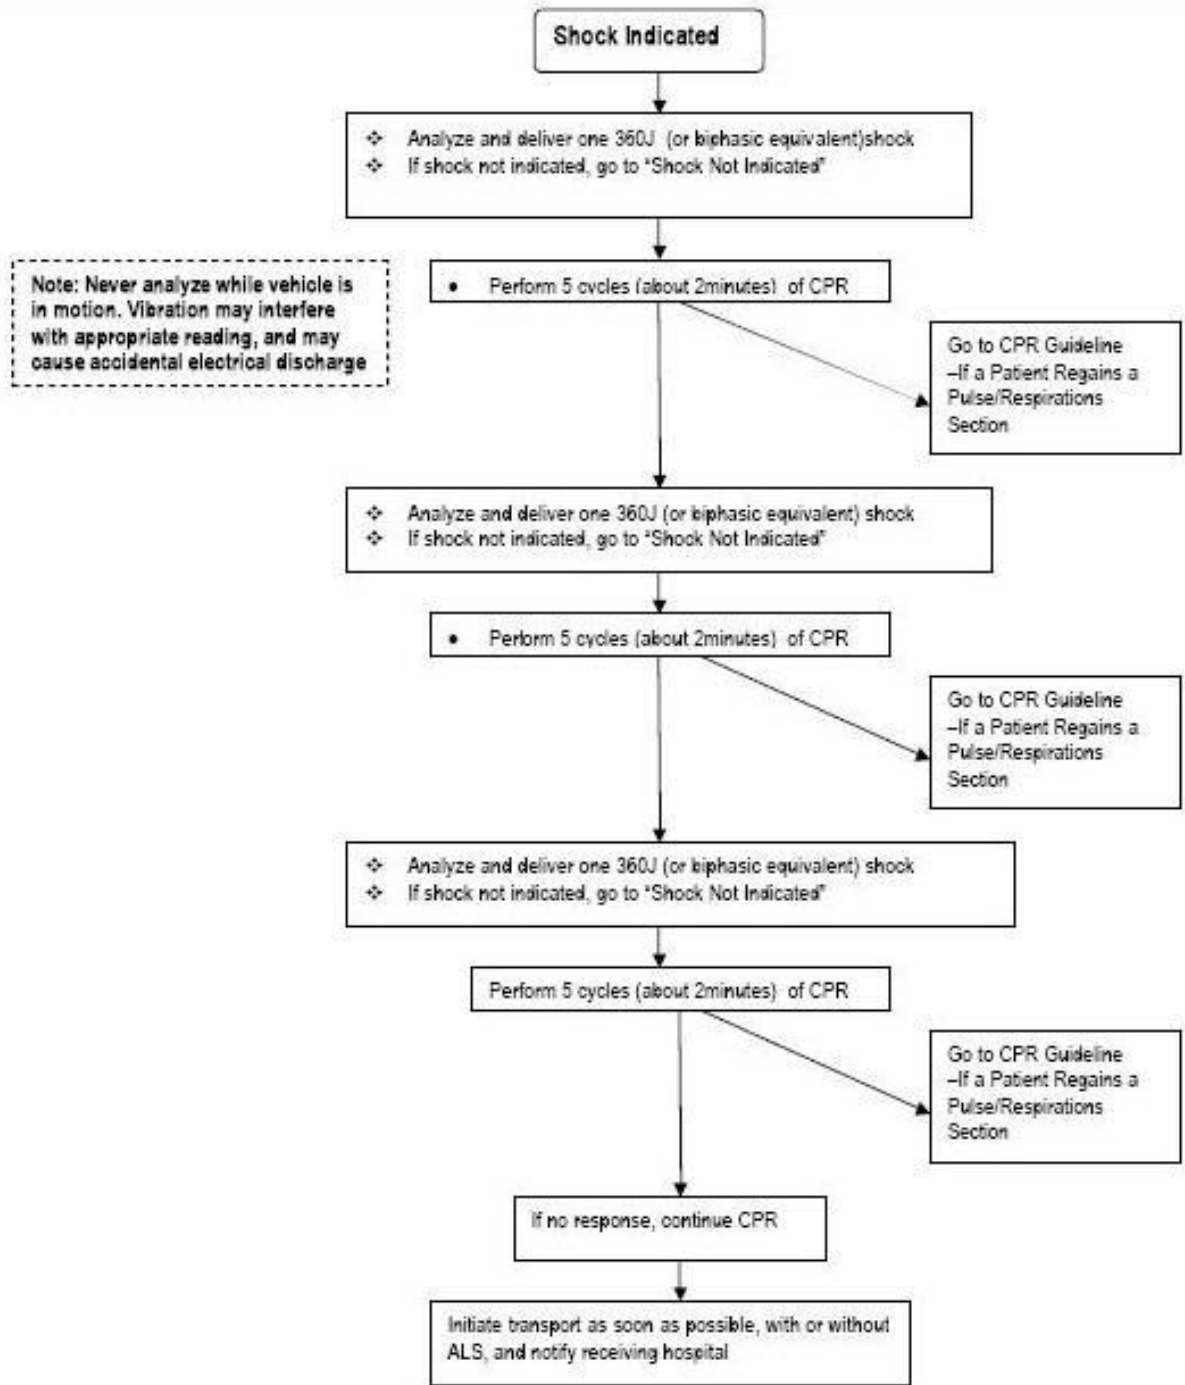 Shock Indicated
❖ Analyze and deliver one 360J (or biphasic equivalent)shock
❖ If shock not indicated, go to “Shock Not Indicated”
Note: Never analyze while vehicle is
in motion. Vibration may interfere
with appropriate reading, and may
cause accidental electrical discharge
• Perform 5 cycles (about 2minutes) of CPR
Go to CPR Guideline
–If a Patient Regains a
Pulse/Respirations
Section
❖ Analyze and deliver one 360J (or biphasic equivalent) shock
❖ If shock not indicated, go to “Shock Not Indicated”
• Perform 5 cycles (about 2minutes) of CPR
Go to CPR Guideline
–If a Patient Regains a
Pulse/Respirations
Section
❖ Analyze and deliver one 360J (or biphasic equivalent) shock
❖ If shock not indicated, go to “Shock Not Indicated”
Perform 5 cycles (about 2minutes) of CPR
Go to CPR Guideline
–If a Patient Regains a
Pulse/Respirations
Section
If no response, continue CPR
Initiate transport as soon as possible, with or without
ALS, and notify receiving hospital